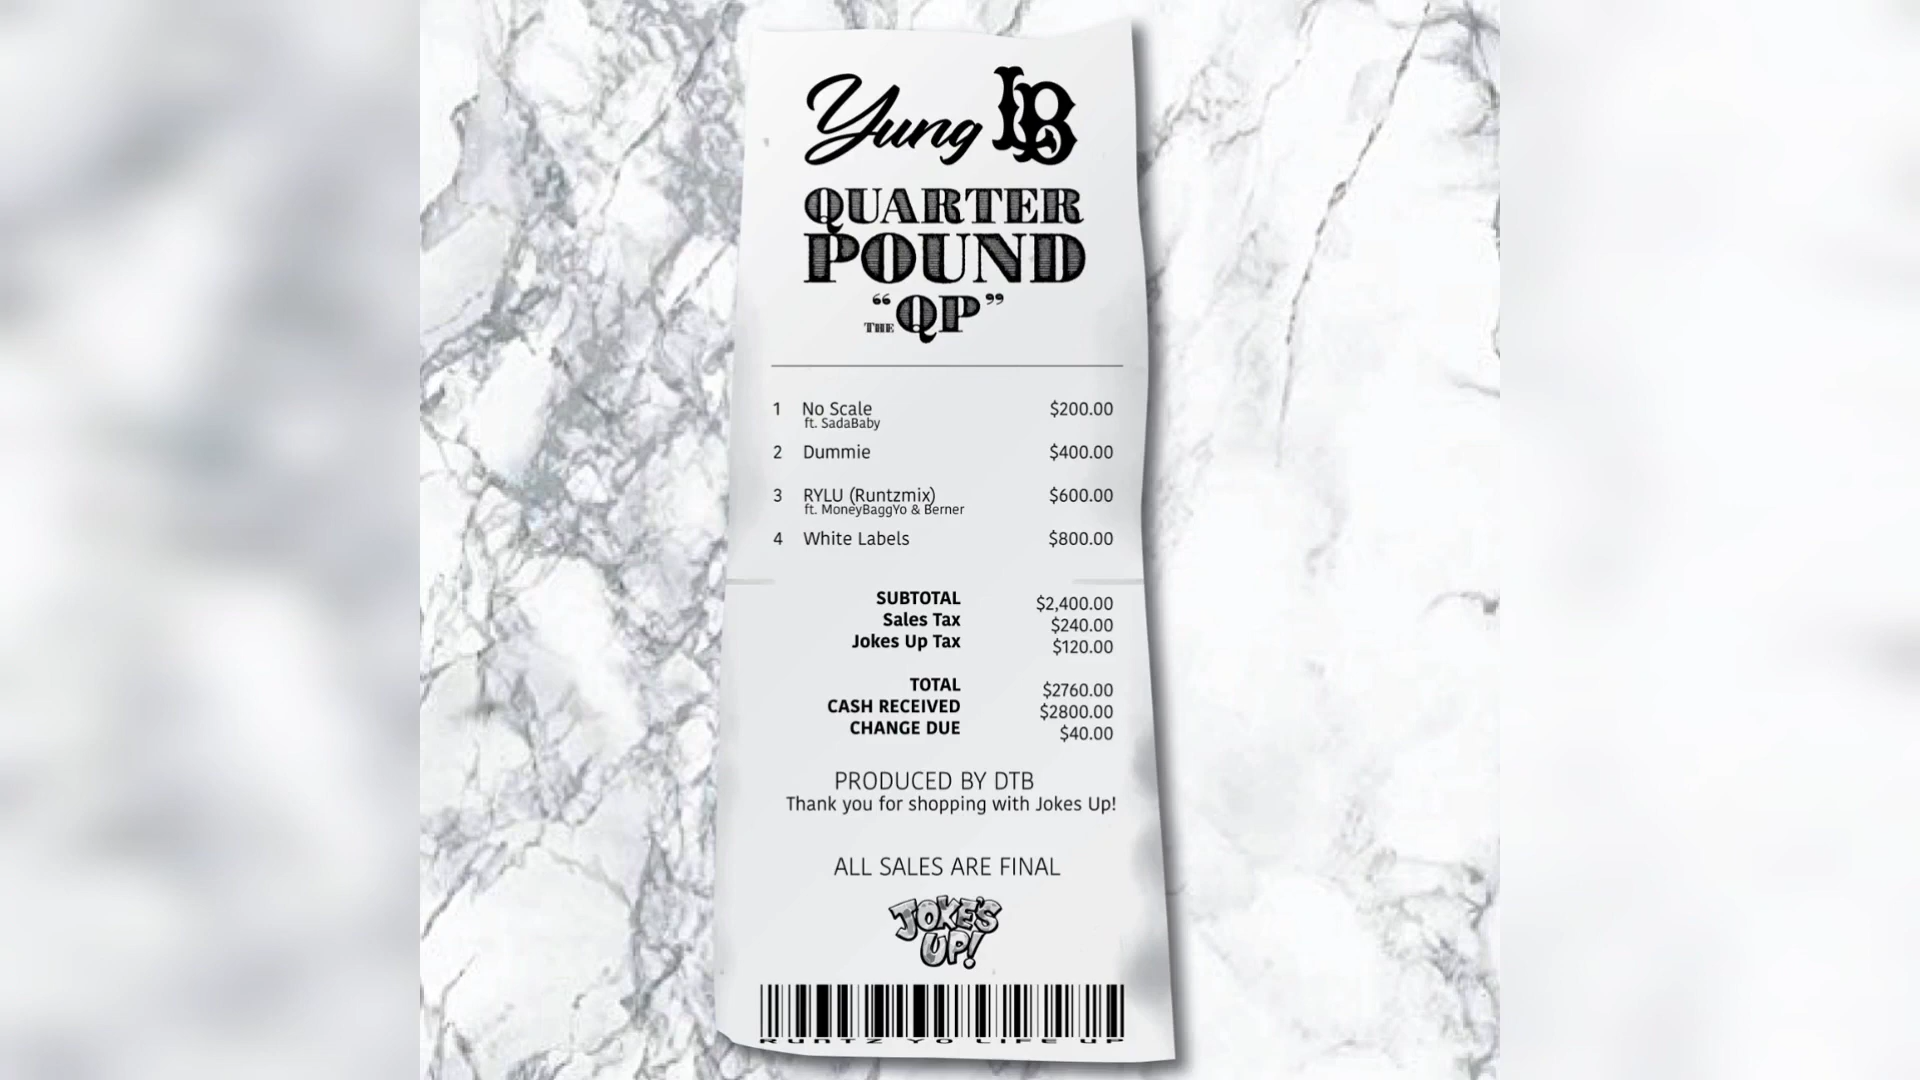 Yung LB
QUARTER
POUND
THE "QP"
1 No Scale $200.00
ft. SadaBaby
2 Dummie $400.00
3 RYLU (Runtzmix) $600.00
ft. MoneyBaggYo & Berner
4 White Labels $800.00
SUBTOTAL $2,400.00
Sales Tax $240.00
Jokes Up Tax $120.00
TOTAL $2760.00
CASH RECEIVED $2800.00
CHANGE DUE $40.00
PRODUCED BY DTB
Thank you for shopping with Jokes Up!
ALL SALES ARE FINAL
JOKE'S
UP!
RUNTZ YO LIFE UP